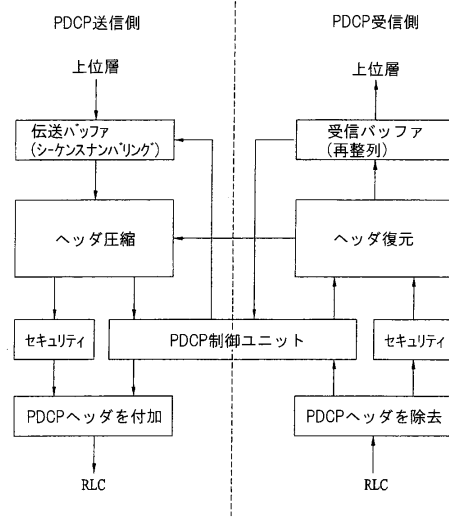 PDCP送信側
PDCP受信側
上位層
上位層
伝送バッファ
(シーケンスナンバリング)
受信バッファ
(再整列)
ヘッダ圧縮
ヘッダ復元
セキュリティ
PDCP制御ユニット
セキュリティ
PDCPヘッダを付加
PDCPヘッダを除去
RLC
RLC